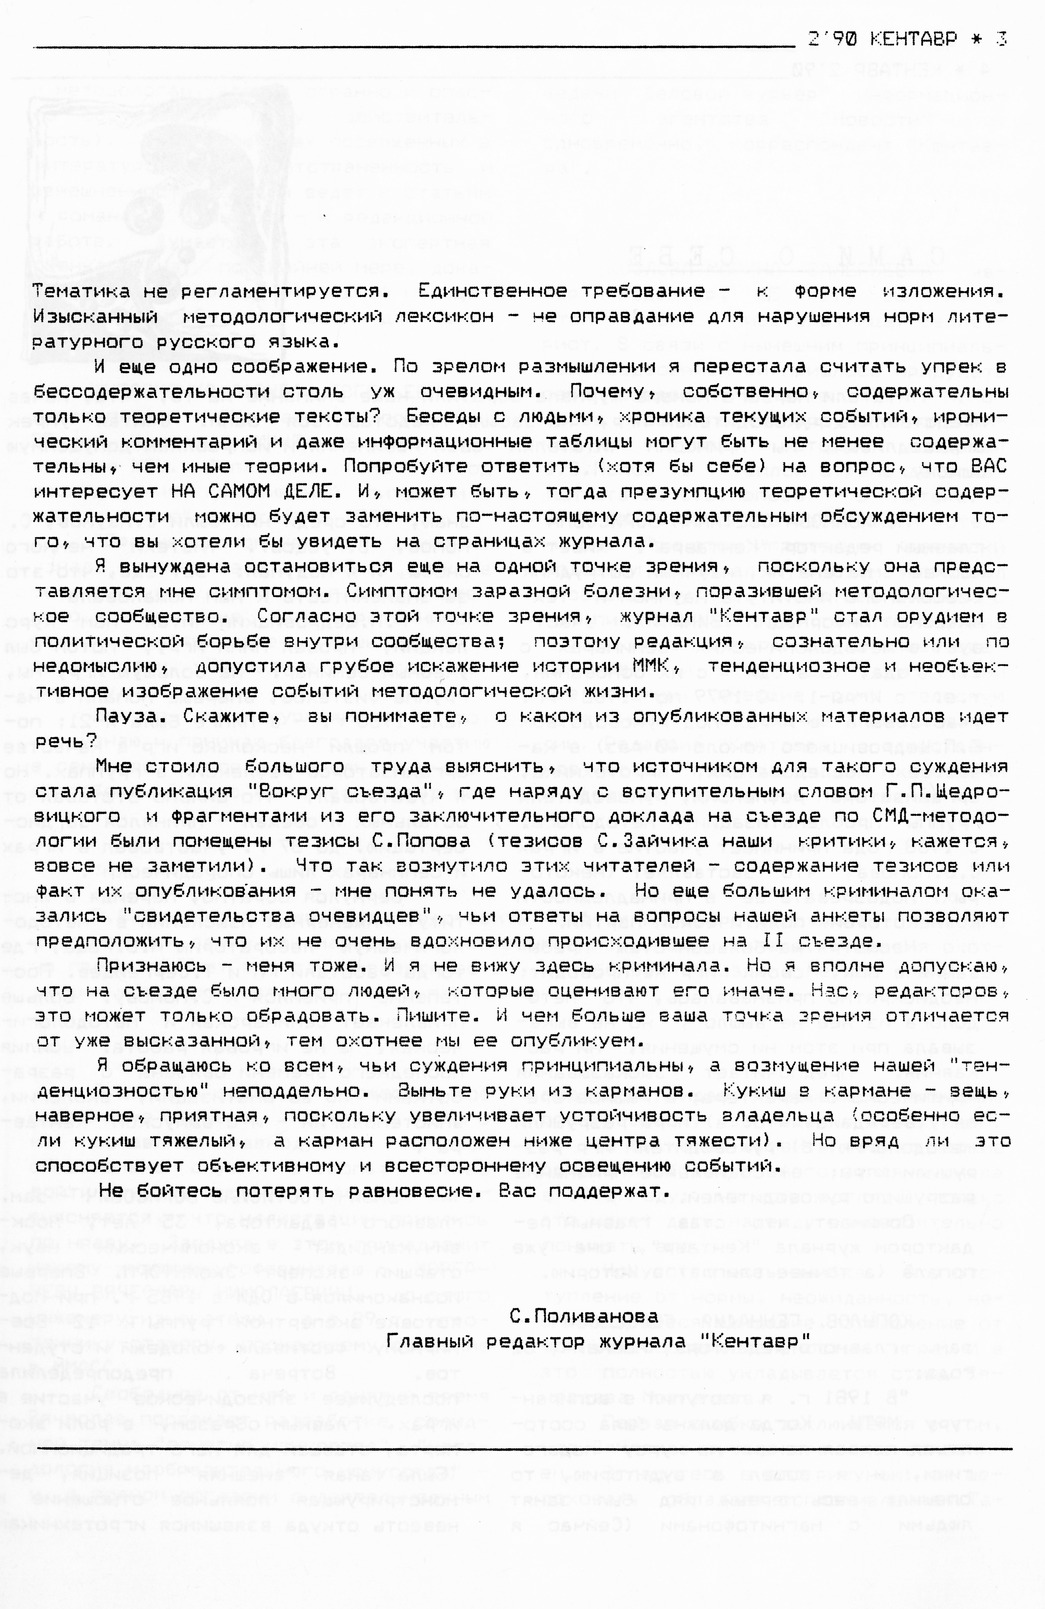 2'90 КЕНТАВР * 3
Тематика не регламентируется. Единственное требование - к форме изложения.
Изысканный методологический лексикон - не оправдание для нарушения норм лите-
ратурного русского языка.
И еще одно соображение. По зрелом размышлении я перестала считать упрек в
бессодержательности столь уж очевидным. Почему, собственно, содержательны
только теоретические тексты? Беседы с людьми, хроника текущих событий, ирони-
ческий комментарий и даже информационные таблицы могут быть не менее содержа-
тельны, чем иные теории. Попробуйте ответить (хотя бы себе) на вопрос, что ВАС
интересует НА САМОМ ДЕЛЕ. И, может быть, тогда презумпцию теоретической содер-
жательности можно будет заменить по-настоящему содержательным обсуждением то-
го, что вы хотели бы увидеть на страницах журнала.
Я вынуждена остановиться еще на одной точке зрения, поскольку она предс-
тавляется мне симптомом. Симптомом заразной болезни, поразившей методологичес-
кое сообщество. Согласно этой точке зрения, журнал "Кентавр" стал орудием в
политической борьбе внутри сообщества; поэтому редакция, сознательно или по
недомыслию, допустила грубое искажение истории ММК, тенденциозное и необъек-
тивное изображение событий методологической жизни.
Пауза. Скажите, вы понимаете, о каком из опубликованных материалов идет
речь?
Мне стоило большого труда выяснить, что источником для такого суждения
стала публикация "Вокруг съезда", где наряду с вступительным словом Г.П.Щедро-
вицкого и фрагментами из его заключительного доклада на съезде по СМД-методо-
логии были помещены тезисы С.Попова (тезисов С.Зайчика наши критики, кажется,
вовсе не заметили). Что так возмутило этих читателей - содержание тезисов или
факт их опубликования - мне понять не удалось. Но еще большим криминалом ока-
зались "свидетельства очевидцев", чьи ответы на вопросы нашей анкеты позволяют
предположить, что их не очень вдохновило происходившее на II съезде.
Признаюсь - меня тоже. И я не вижу здесь криминала. Но я вполне допускаю,
что на съезде было много людей, которые оценивают его иначе. Нас, редакторов,
это может только обрадовать. Пишите. И чем больше ваша точка зрения отличается
от уже высказанной, тем охотнее мы ее опубликуем.
Я обращаюсь ко всем, чьи суждения принципиальны, а возмущение нашей "тен-
денциозностью" неподдельно. Выньте руки из карманов. Кукиш в кармане - вещь,
наверное, приятная, поскольку увеличивает устойчивость владельца (особенно ес-
ли кукиш тяжелый, а карман расположен ниже центра тяжести). Но вряд ли это
способствует объективному и всестороннему освещению событий.
Не бойтесь потерять равновесие. Вас поддержат.
С.Поливанова
Главный редактор журнала "Кентавр"